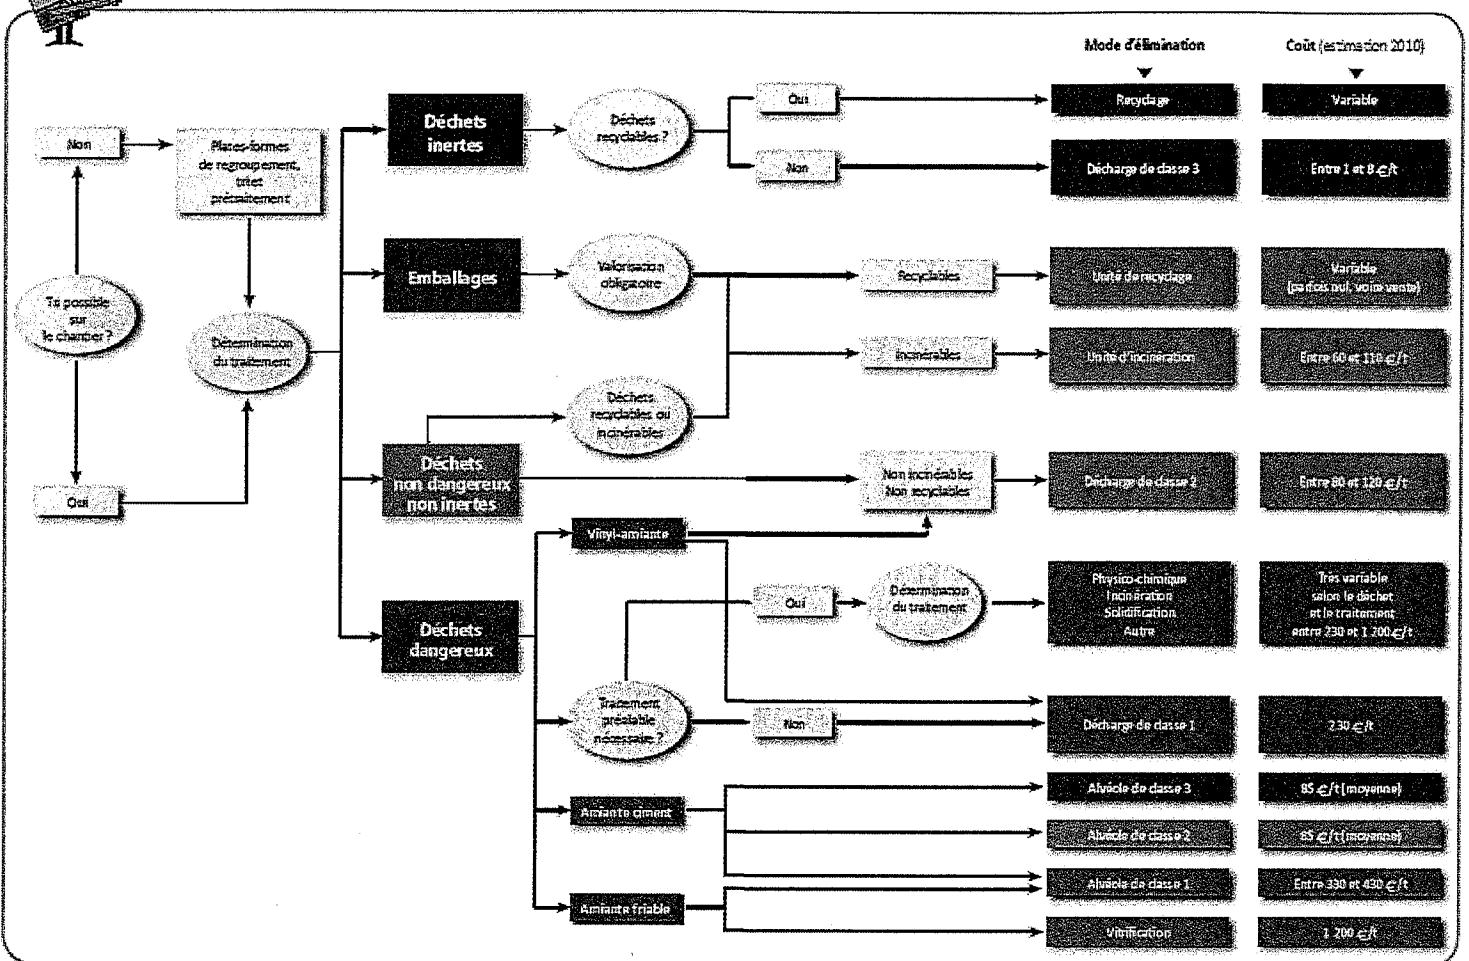 Mode d'élimination
Coût (estimation 2010)
Non
Plates-formes
de regroupement,
tri et
prétraitement
Tri possible
sur
le chantier ?
Oui
Détermination
du traitement
Déchets
inertes
Déchets
recyclables ?
Oui
Recyclage
Variable
Non
Décharge de classe 3
Entre 1 et 8 €/t
Emballages
Valorisation
obligatoire
Recyclables
Unité de recyclage
Variable
(parfois nul, voire vente)
Incinérables
Unité d'incinération
Entre 60 et 110 €/t
Déchets
recyclables ou
incinérables
Déchets
non dangereux
non inertes
Non incinérables
Non recyclables
Décharge de classe 2
Entre 80 et 120 €/t
Déchets
dangereux
Vinyl-amiante
Oui
Détermination
du traitement
Physico-chimique
Incinération
Solidification
Autre
Très variable
selon le déchet
et le traitement
entre 230 et 1 200 €/t
Traitement
préalable
nécessaire ?
Non
Décharge de classe 1
230 €/t
Amiante ciment
Alvéole de classe 3
85 €/t (moyenne)
Alvéole de classe 2
85 €/t (moyenne)
Alvéole de classe 1
Entre 330 et 430 €/t
Amiante friable
Vitrification
1 200 €/t